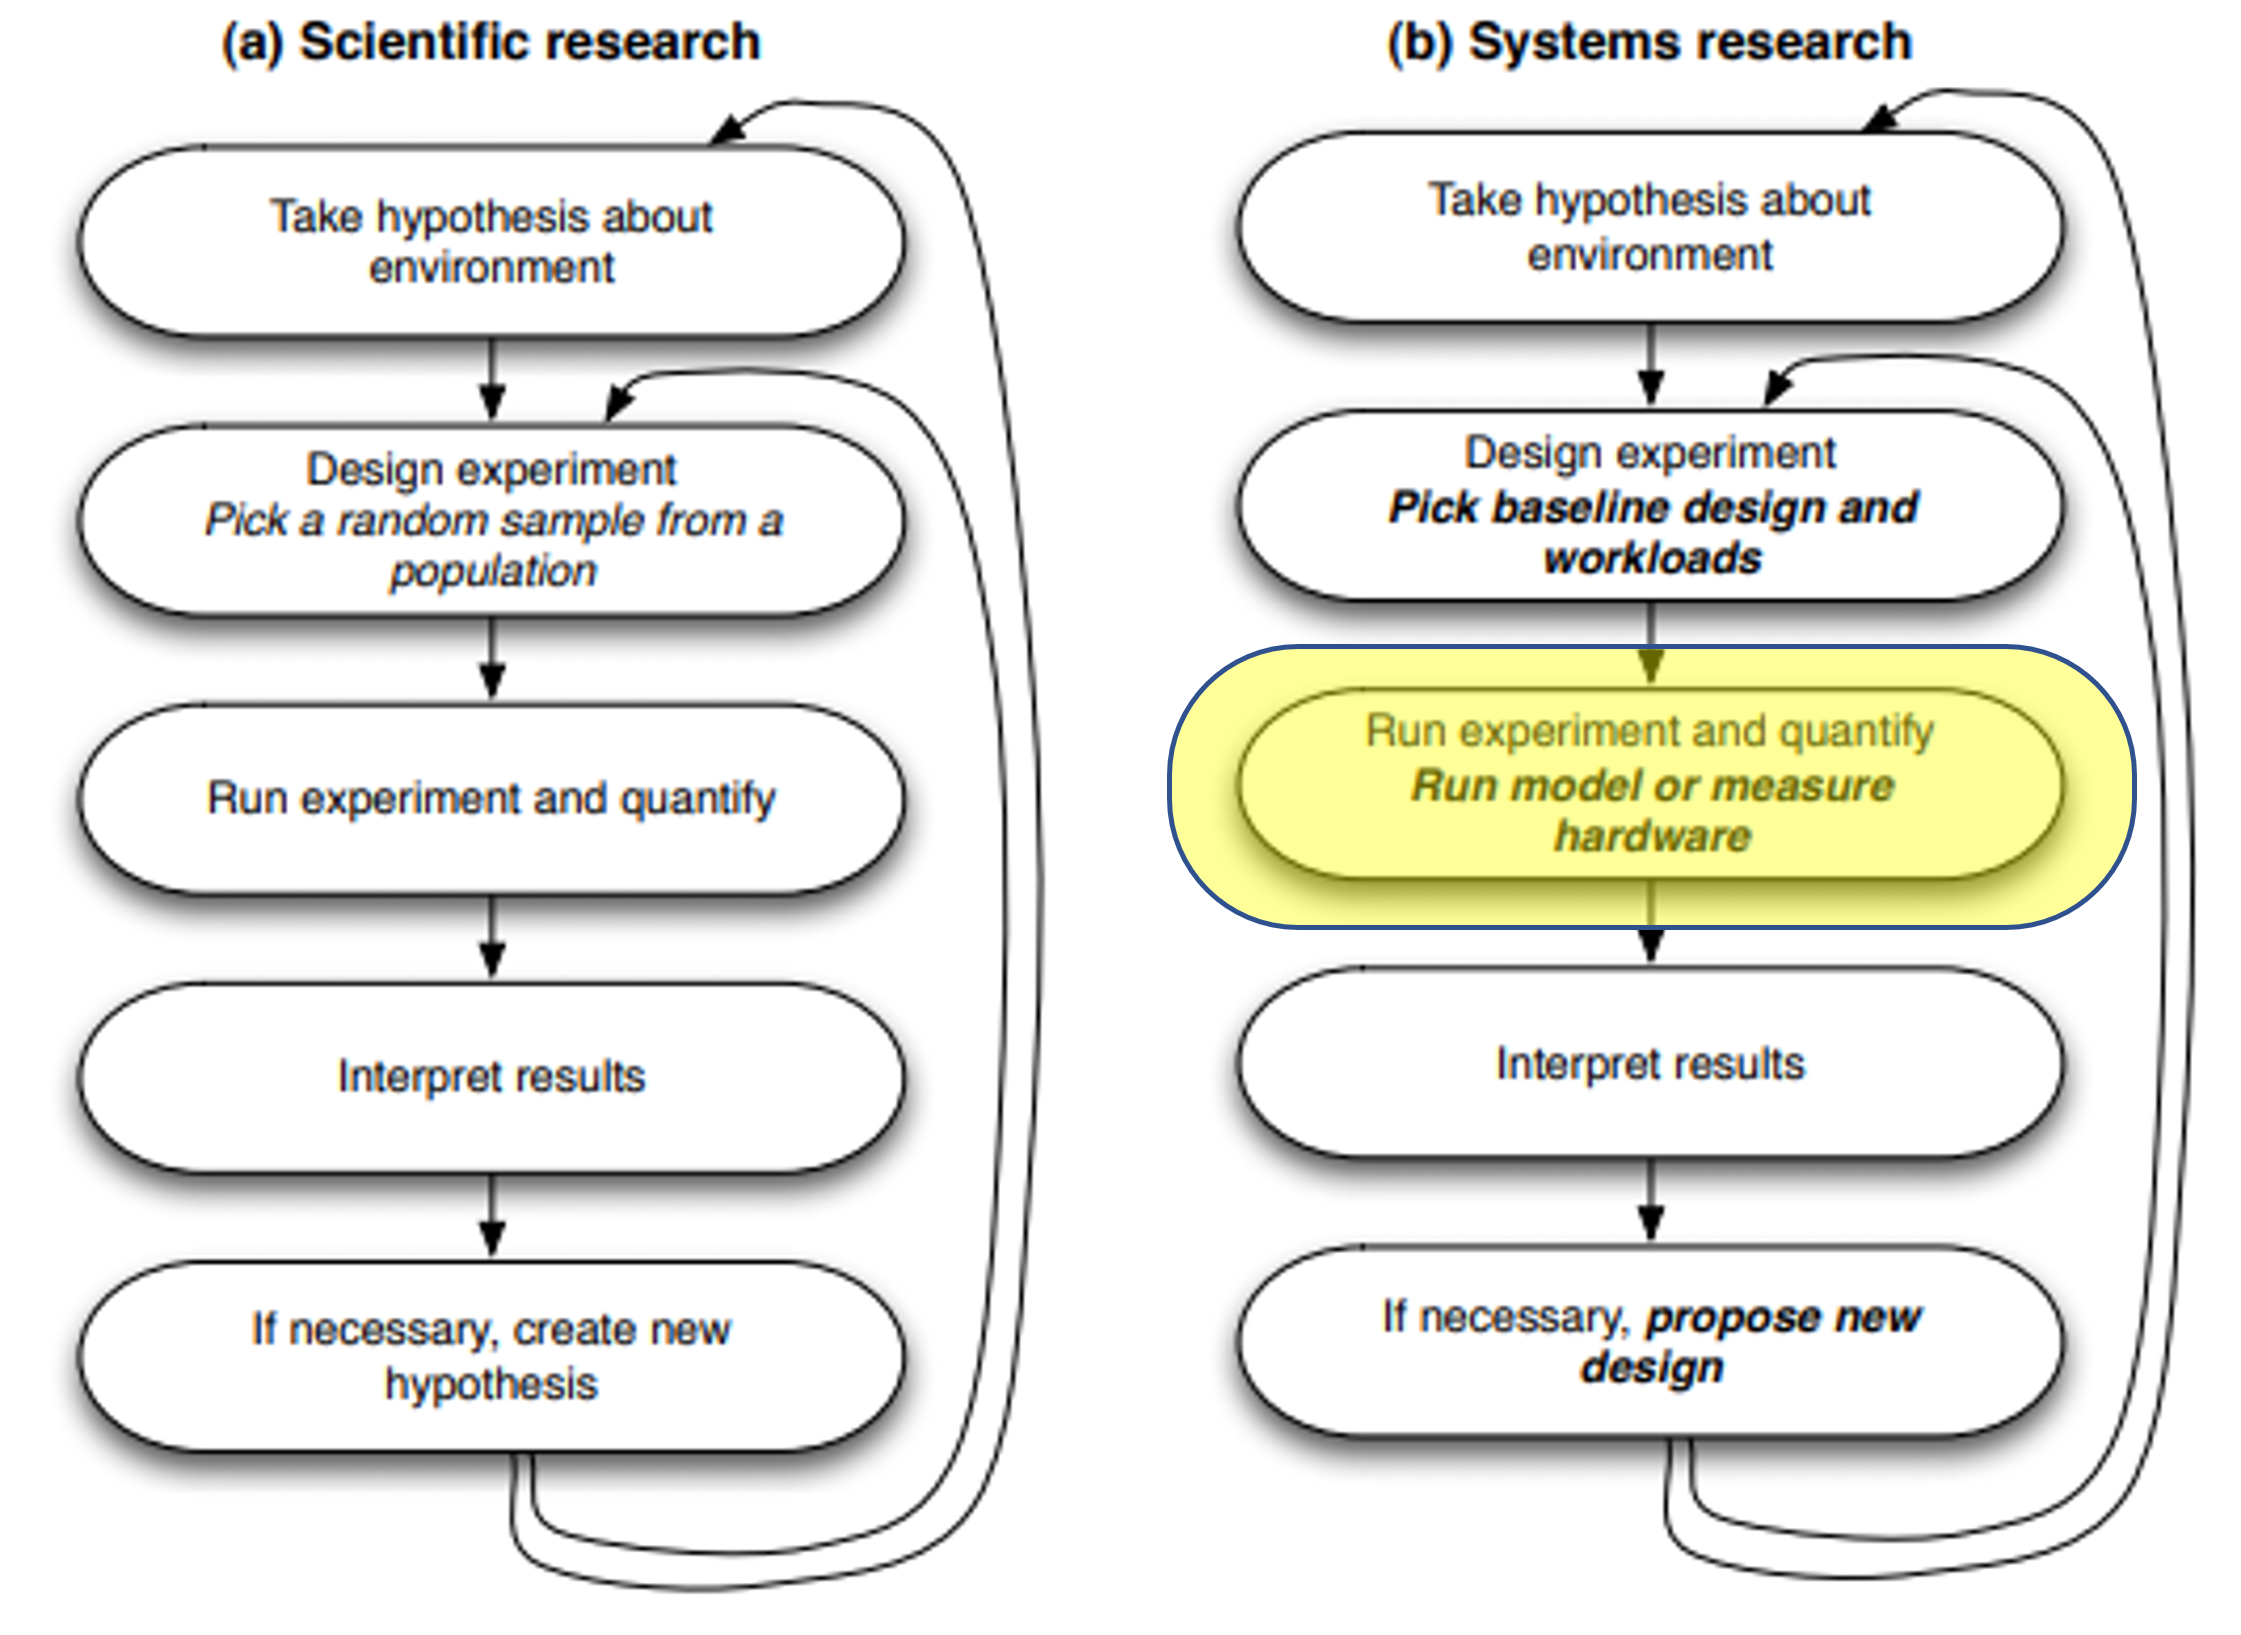 (a) Scientific research
Take hypothesis about
environment
Design experiment
Pick a random sample from a
population
Run experiment and quantify
Interpret results
If necessary, create new
hypothesis
(b) Systems research
Take hypothesis about
environment
Design experiment
Pick baseline design and
workloads
Run experiment and quantify
Run model or measure
hardware
Interpret results
If necessary, propose new
design